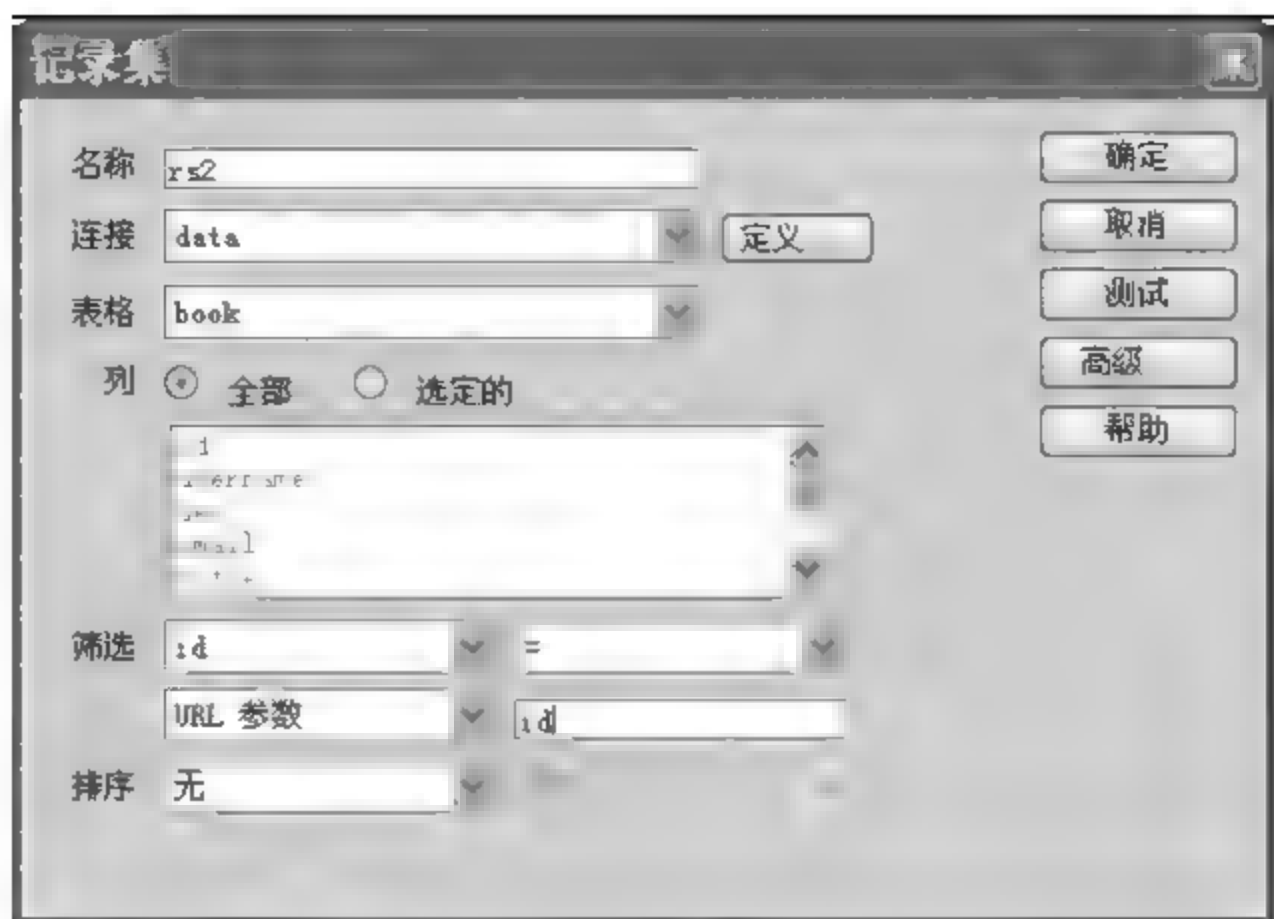 记录集
名称 rs2 确定
连接 data 定义 取消
表格 book 测试
列 全部 选定的 高级
帮助
筛选 id =
URL 参数 id
排序 无